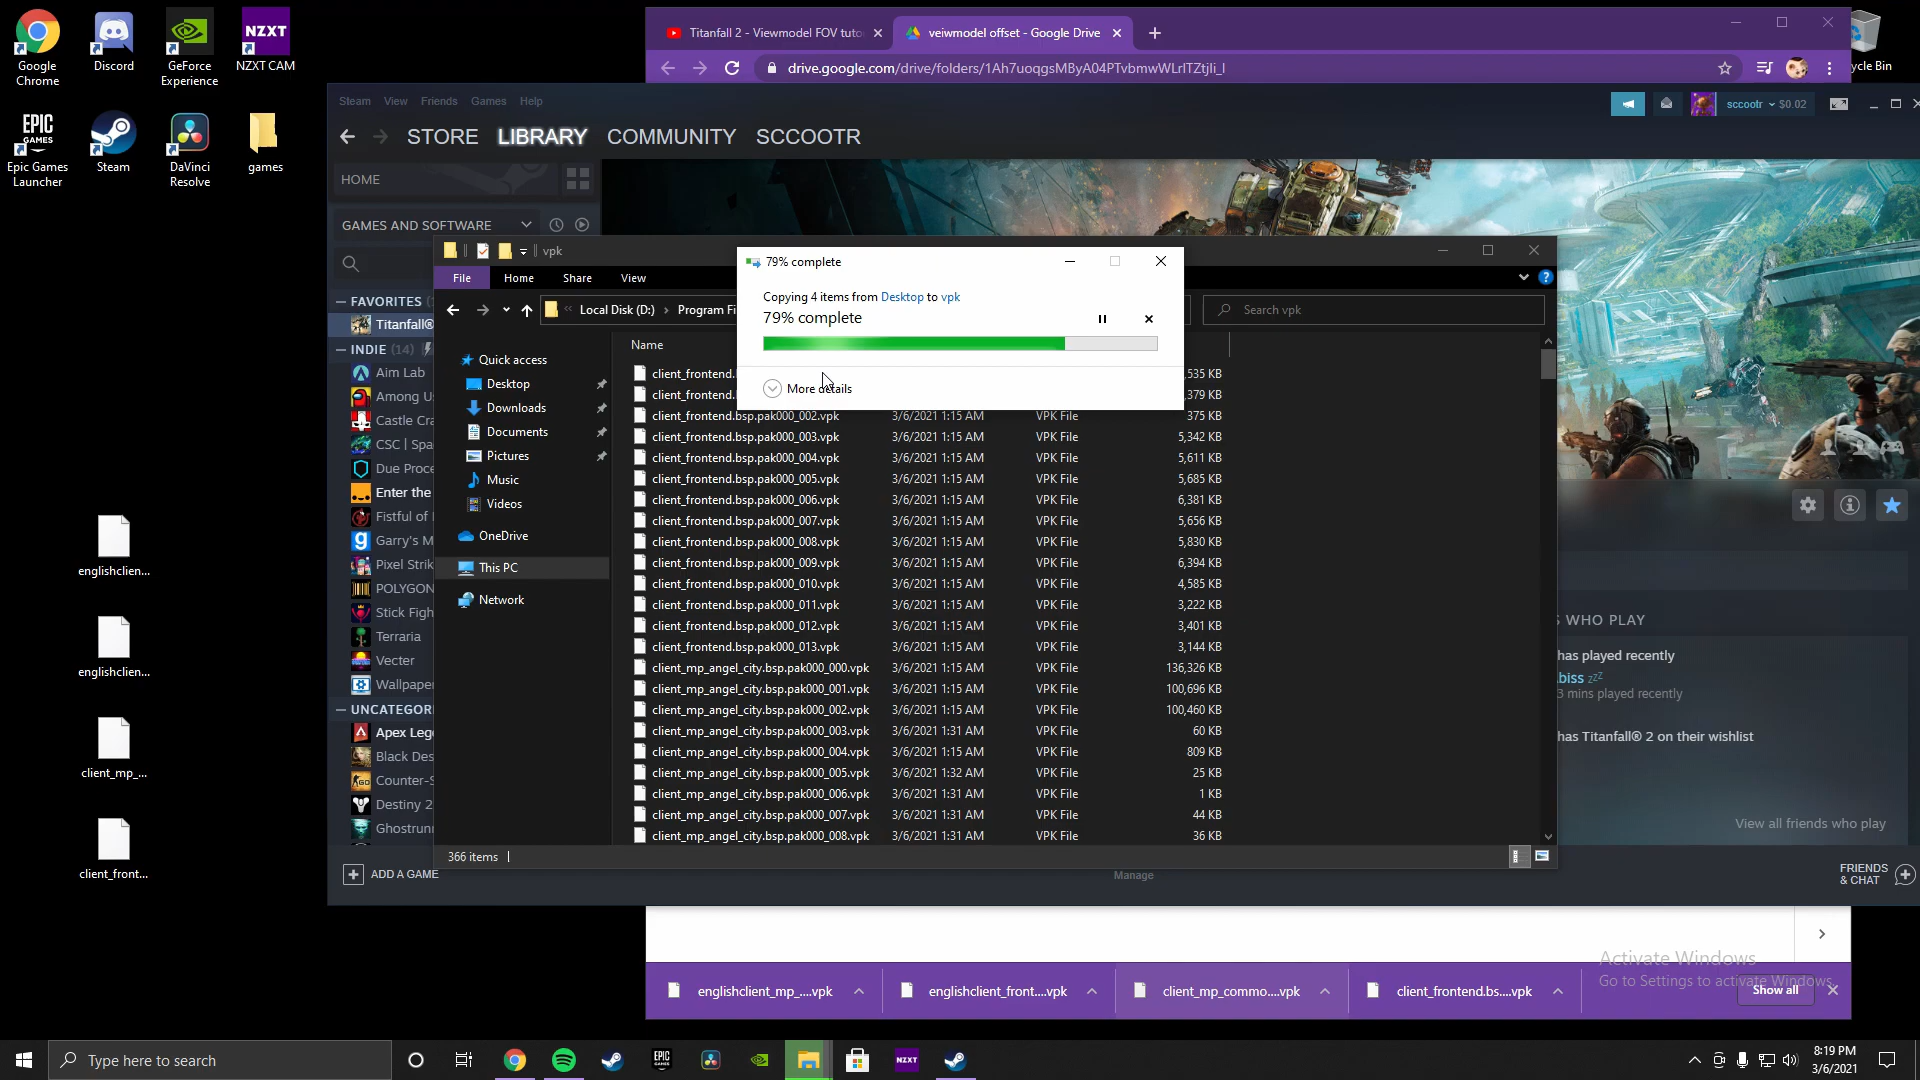 Google
Chrome
Discord
GeForce
Experience
NZXT
NZXT CAM
EPIC
GAMES
Epic Games
Launcher
Steam
DaVinci
Resolve
games
ycle Bin
Titanfall 2 - Viewmodel FOV tuto
veiwmodel offset - Google Drive
drive.google.com/drive/folders/1Ah7uoqgsMByA04PTvbmwWLrlTZtjIi_I
Steam View Friends Games Help
sccootr $0.02
STORE LIBRARY COMMUNITY SCCOOTR
HOME
GAMES AND SOFTWARE
FAVORITES
Titanfall®
INDIE (14)
Aim Lab
Among U
Castle Cra
CSC | Spa
Due Proce
Enter the
Fistful of
Garry's M
Pixel Strik
POLYGON
Stick Figh
Terraria
Vecter
Wallpaper
UNCATEGOR
Apex Leg
Black Des
Counter-S
Destiny 2
Ghostrun
ADD A GAME
vpk
File Home Share View
Local Disk (D:) › Program Fi
Search vpk
Quick access
Desktop
Downloads
Documents
Pictures
Music
Videos
OneDrive
This PC
Network
79% complete
Copying 4 items from Desktop to vpk
79% complete
More details
Name
client_frontend. ,535 KB
client_frontend. ,379 KB
client_frontend.bsp.pak000_002.vpk 3/6/2021 1:15 AM VPK File 375 KB
client_frontend.bsp.pak000_003.vpk 3/6/2021 1:15 AM VPK File 5,342 KB
client_frontend.bsp.pak000_004.vpk 3/6/2021 1:15 AM VPK File 5,611 KB
client_frontend.bsp.pak000_005.vpk 3/6/2021 1:15 AM VPK File 5,685 KB
client_frontend.bsp.pak000_006.vpk 3/6/2021 1:15 AM VPK File 6,381 KB
client_frontend.bsp.pak000_007.vpk 3/6/2021 1:15 AM VPK File 5,656 KB
client_frontend.bsp.pak000_008.vpk 3/6/2021 1:15 AM VPK File 5,830 KB
client_frontend.bsp.pak000_009.vpk 3/6/2021 1:15 AM VPK File 6,394 KB
client_frontend.bsp.pak000_010.vpk 3/6/2021 1:15 AM VPK File 4,585 KB
client_frontend.bsp.pak000_011.vpk 3/6/2021 1:15 AM VPK File 3,222 KB
client_frontend.bsp.pak000_012.vpk 3/6/2021 1:15 AM VPK File 3,401 KB
client_frontend.bsp.pak000_013.vpk 3/6/2021 1:15 AM VPK File 3,144 KB
client_mp_angel_city.bsp.pak000_000.vpk 3/6/2021 1:15 AM VPK File 136,326 KB
client_mp_angel_city.bsp.pak000_001.vpk 3/6/2021 1:15 AM VPK File 100,696 KB
client_mp_angel_city.bsp.pak000_002.vpk 3/6/2021 1:15 AM VPK File 100,460 KB
client_mp_angel_city.bsp.pak000_003.vpk 3/6/2021 1:31 AM VPK File 60 KB
client_mp_angel_city.bsp.pak000_004.vpk 3/6/2021 1:15 AM VPK File 809 KB
client_mp_angel_city.bsp.pak000_005.vpk 3/6/2021 1:32 AM VPK File 25 KB
client_mp_angel_city.bsp.pak000_006.vpk 3/6/2021 1:31 AM VPK File 1 KB
client_mp_angel_city.bsp.pak000_007.vpk 3/6/2021 1:31 AM VPK File 44 KB
client_mp_angel_city.bsp.pak000_008.vpk 3/6/2021 1:31 AM VPK File 36 KB
366 items
Manage
WHO PLAY
has played recently
biss zzZ
3 mins played recently
has Titanfall® 2 on their wishlist
View all friends who play
FRIENDS
& CHAT
englishclien...
englishclien...
client_mp_...
client_front...
Activate Windows
Go to Settings to activate Windows.
englishclient_mp_....vpk
englishclient_front....vpk
client_mp_commo....vpk
client_frontend.bs....vpk
Show all
Type here to search
EPIC
NZXT
8:19 PM
3/6/2021